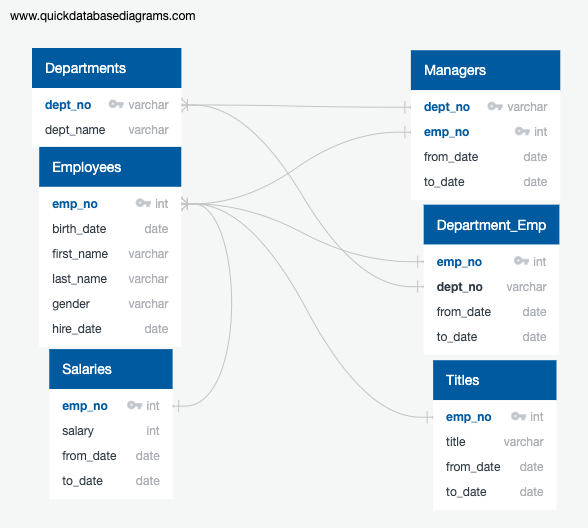 www.quickdatabasediagrams.com
Departments
dept_no varchar
dept_name varchar
Employees
emp_no int
birth_date date
first_name varchar
last_name varchar
gender varchar
hire_date date
Salaries
emp_no int
salary int
from_date date
to_date date
Managers
dept_no varchar
emp_no int
from_date date
to_date date
Department_Emp
emp_no int
dept_no varchar
from_date date
to_date date
Titles
emp_no int
title varchar
from_date date
to_date date